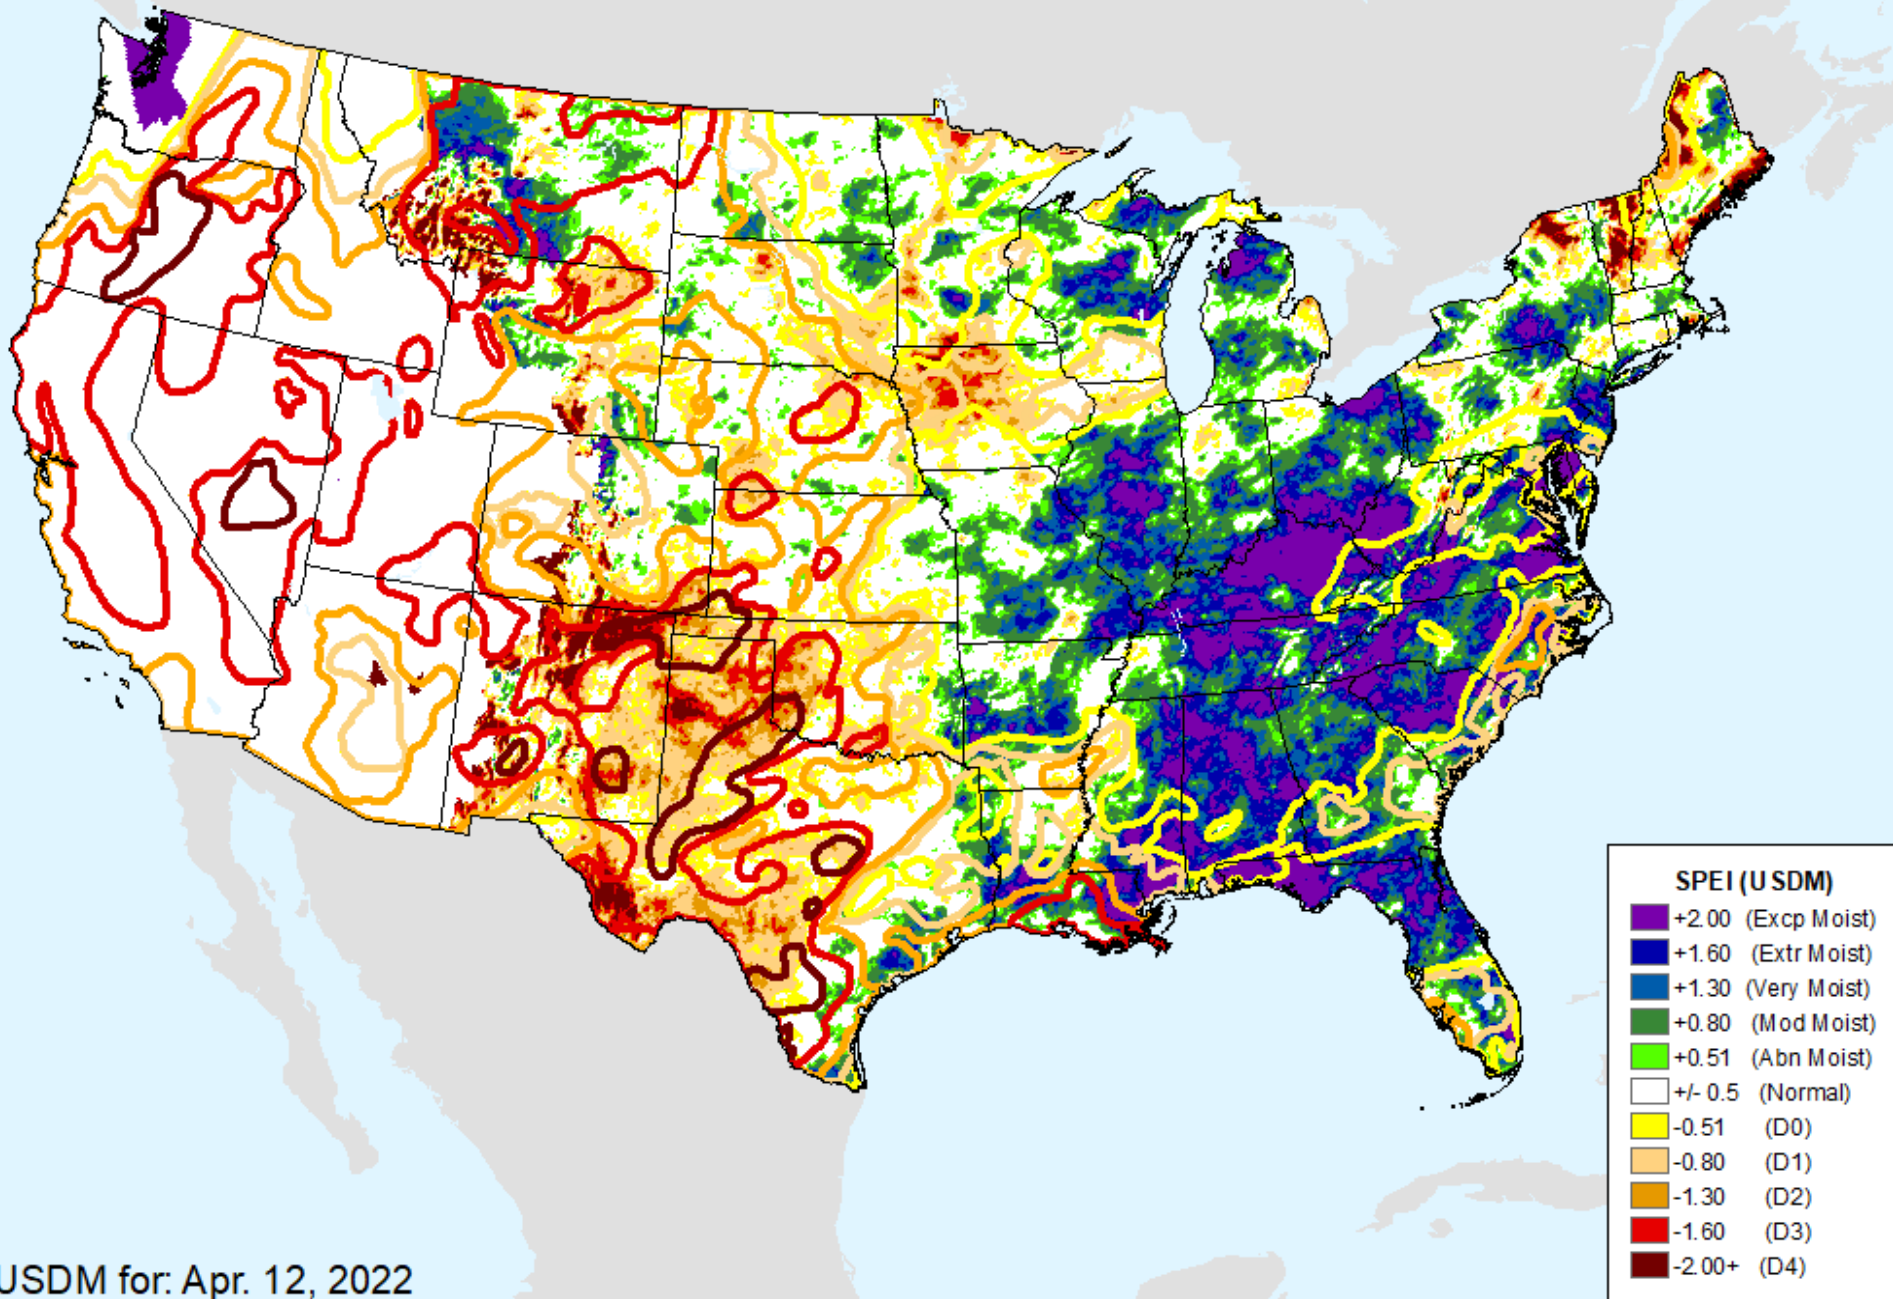 SPEI (USDM)
+2.00 (Excp Moist)
+1.60 (Extr Moist)
+1.30 (Very Moist)
+0.80 (Mod Moist)
+0.51 (Abn Moist)
+/- 0.5 (Normal)
-0.51 (D0)
-0.80 (D1)
-1.30 (D2)
-1.60 (D3)
-2.00+ (D4)
USDM for: Apr. 12, 2022